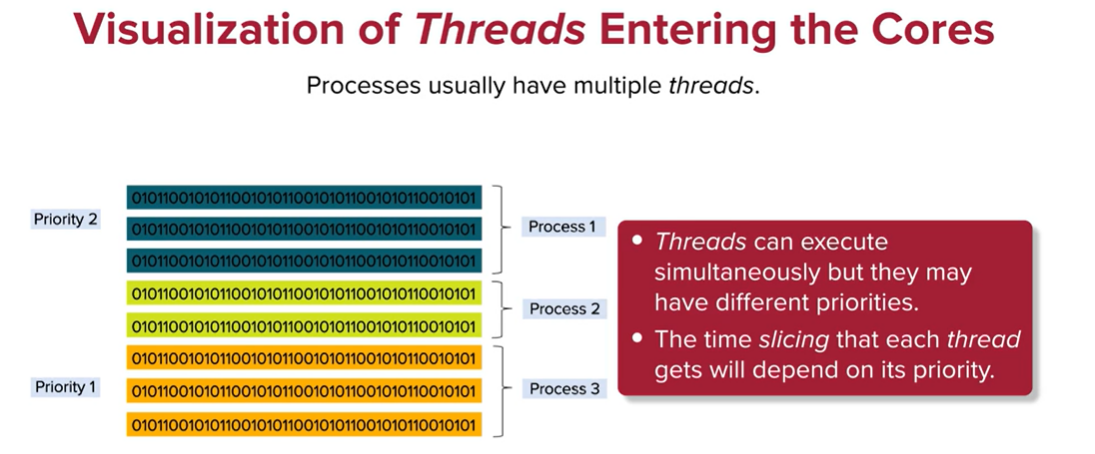 Visualization of Threads Entering the Cores
Processes usually have multiple threads.
Priority 2
01011001010110010101100101011001010110010101
01011001010110010101100101011001010110010101
01011001010110010101100101011001010110010101
Process 1
01011001010110010101100101011001010110010101
01011001010110010101100101011001010110010101
Process 2
Priority 1
01011001010110010101100101011001010110010101
01011001010110010101100101011001010110010101
01011001010110010101100101011001010110010101
Process 3
• Threads can execute
simultaneously but they may
have different priorities.
• The time slicing that each thread
gets will depend on its priority.